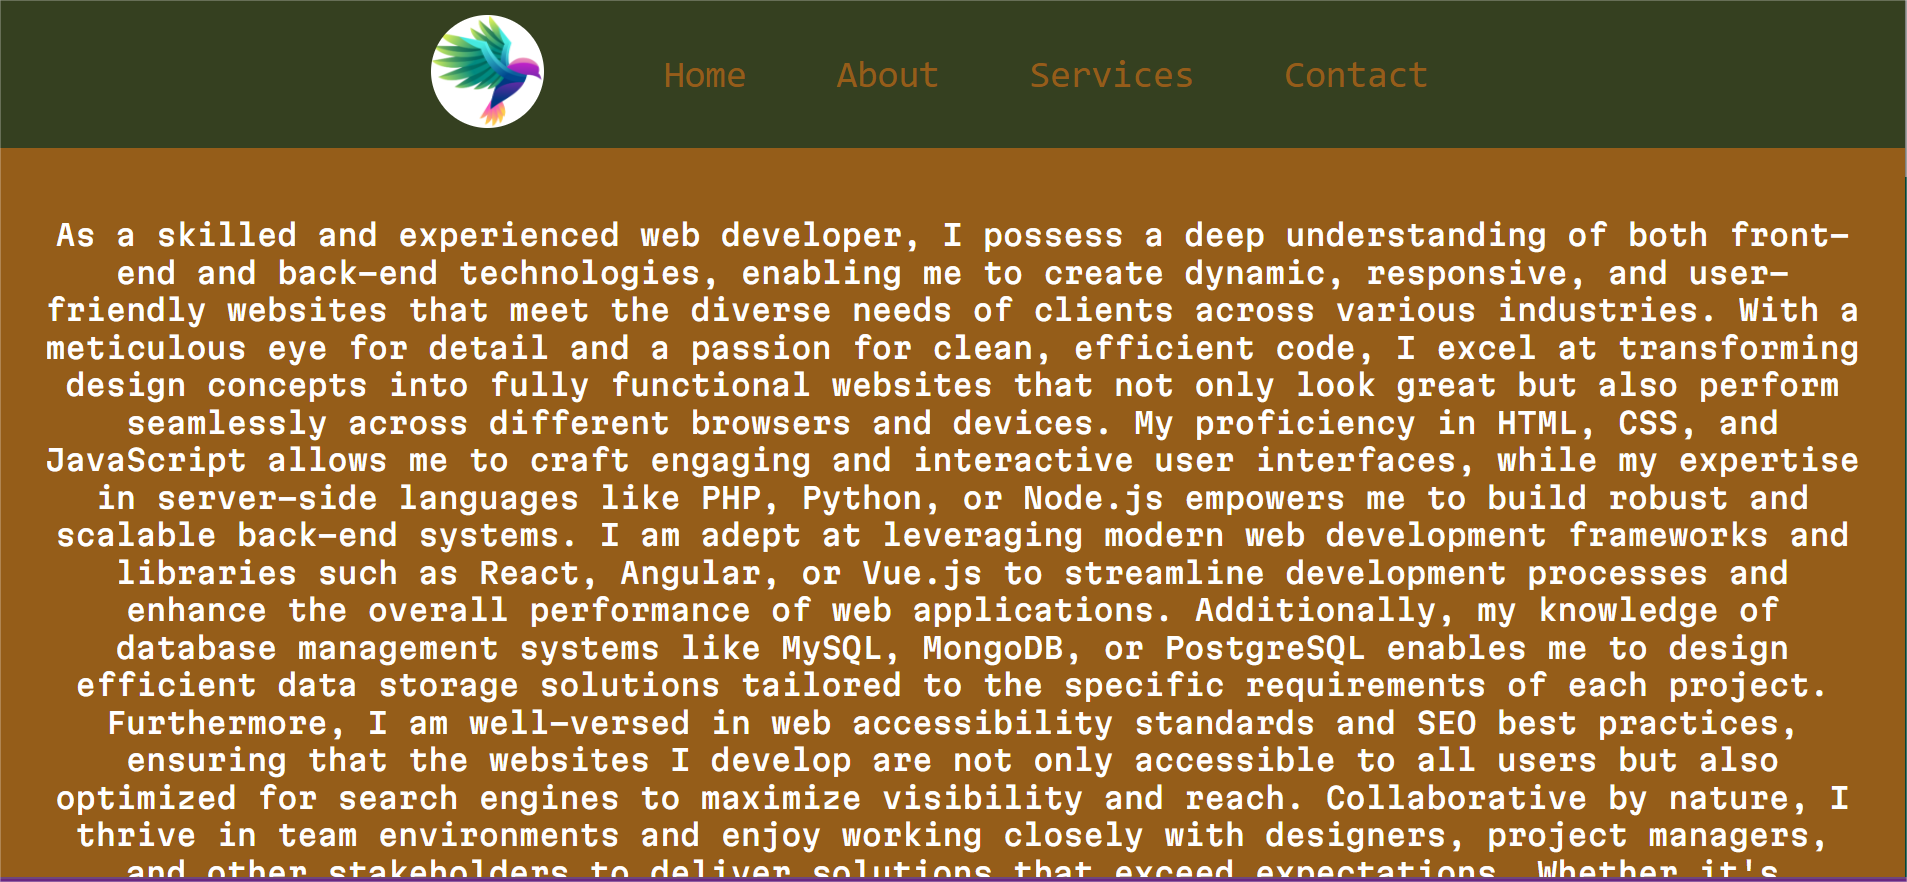 Home About Services Contact
As a skilled and experienced web developer, I possess a deep understanding of both front-
end and back-end technologies, enabling me to create dynamic, responsive, and user-
friendly websites that meet the diverse needs of clients across various industries. With a
meticulous eye for detail and a passion for clean, efficient code, I excel at transforming
design concepts into fully functional websites that not only look great but also perform
seamlessly across different browsers and devices. My proficiency in HTML, CSS, and
JavaScript allows me to craft engaging and interactive user interfaces, while my expertise
in server-side languages like PHP, Python, or Node.js empowers me to build robust and
scalable back-end systems. I am adept at leveraging modern web development frameworks and
libraries such as React, Angular, or Vue.js to streamline development processes and
enhance the overall performance of web applications. Additionally, my knowledge of
database management systems like MySQL, MongoDB, or PostgreSQL enables me to design
efficient data storage solutions tailored to the specific requirements of each project.
Furthermore, I am well-versed in web accessibility standards and SEO best practices,
ensuring that the websites I develop are not only accessible to all users but also
optimized for search engines to maximize visibility and reach. Collaborative by nature, I
thrive in team environments and enjoy working closely with designers, project managers,
and other stakeholders to deliver solutions that exceed expectations. Whether it's